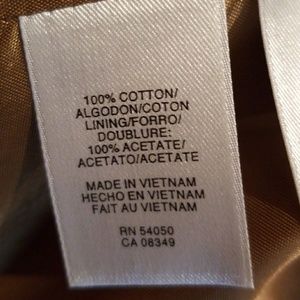 100% COTTON/
ALGODON/COTON
LINING/FORRO/
DOUBLURE:
100% ACETATE/
ACETATO/ACETATE
MADE IN VIETNAM
HECHO EN VIETNAM
FAIT AU VIETNAM
RN 54050
CA 08349